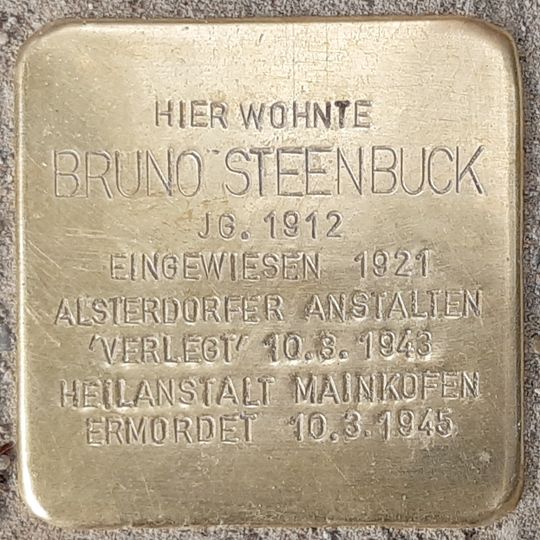 HIER WOHNTE
BRUNO STEENBUCK
JG. 1912
EINGEWIESEN 1921
ALSTERDORFER ANSTALTEN
'VERLEGT' 10.8.1943
HEILANSTALT MAINKOFEN
ERMORDET 10.3.1945